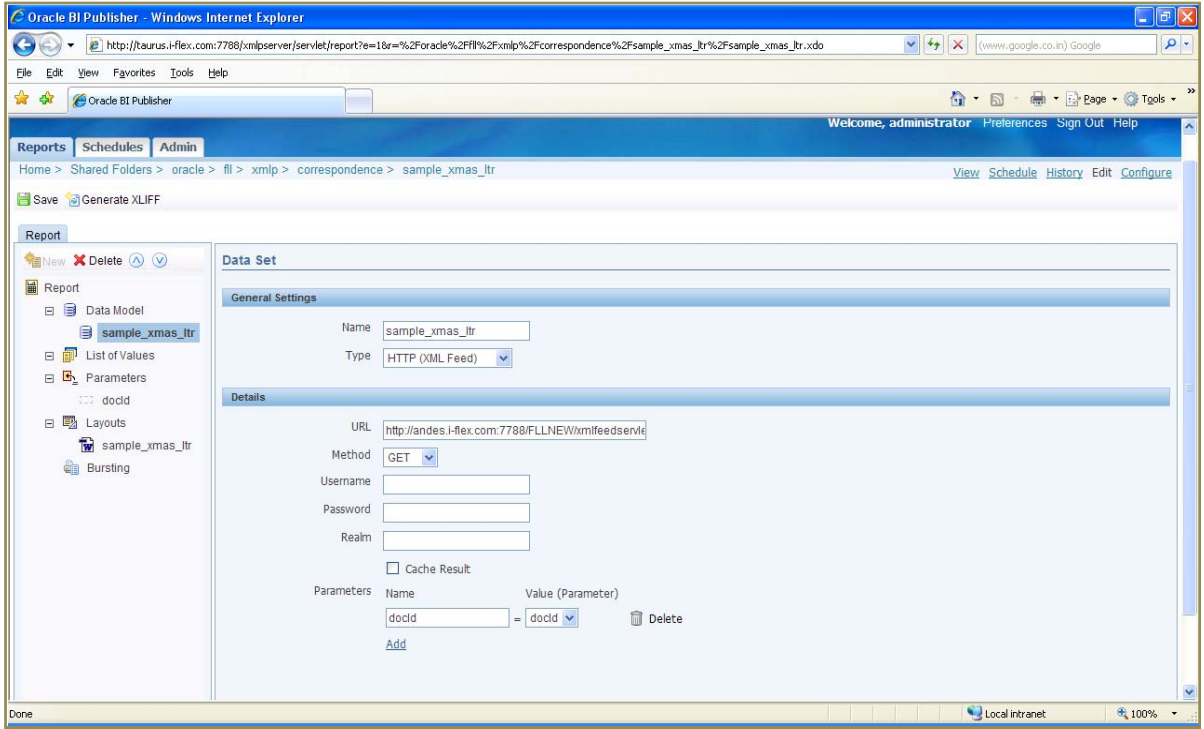 Oracle BI Publisher - Windows Internet Explorer
http://taurus.i-flex.com:7788/xmlpserver/servlet/report?e=1&r=%2Foracle%2Ffll%2Fxmlp%2Fcorrespondence%2Fsample_xmas_ltr%2Fsample_xmas_ltr.xdo
(www.google.co.in) Google
File Edit View Favorites Tools Help
Oracle BI Publisher
Page Tools
Welcome, administrator Preferences Sign Out Help
Reports Schedules Admin
Home > Shared Folders > oracle > fll > xmlp > correspondence > sample_xmas_ltr
View Schedule History Edit Configure
Save Generate XLIFF
Report
New Delete
Report
Data Model
sample_xmas_ltr
List of Values
Parameters
docId
Layouts
sample_xmas_ltr
Bursting
Data Set
General Settings
Name sample_xmas_ltr
Type HTTP (XML Feed)
Details
URL http://andes.i-flex.com:7788/FLLNEW/xmlfeedservle
Method GET
Username
Password
Realm
Cache Result
Parameters Name Value (Parameter)
docId = docId Delete
Add
Done Local intranet 100%